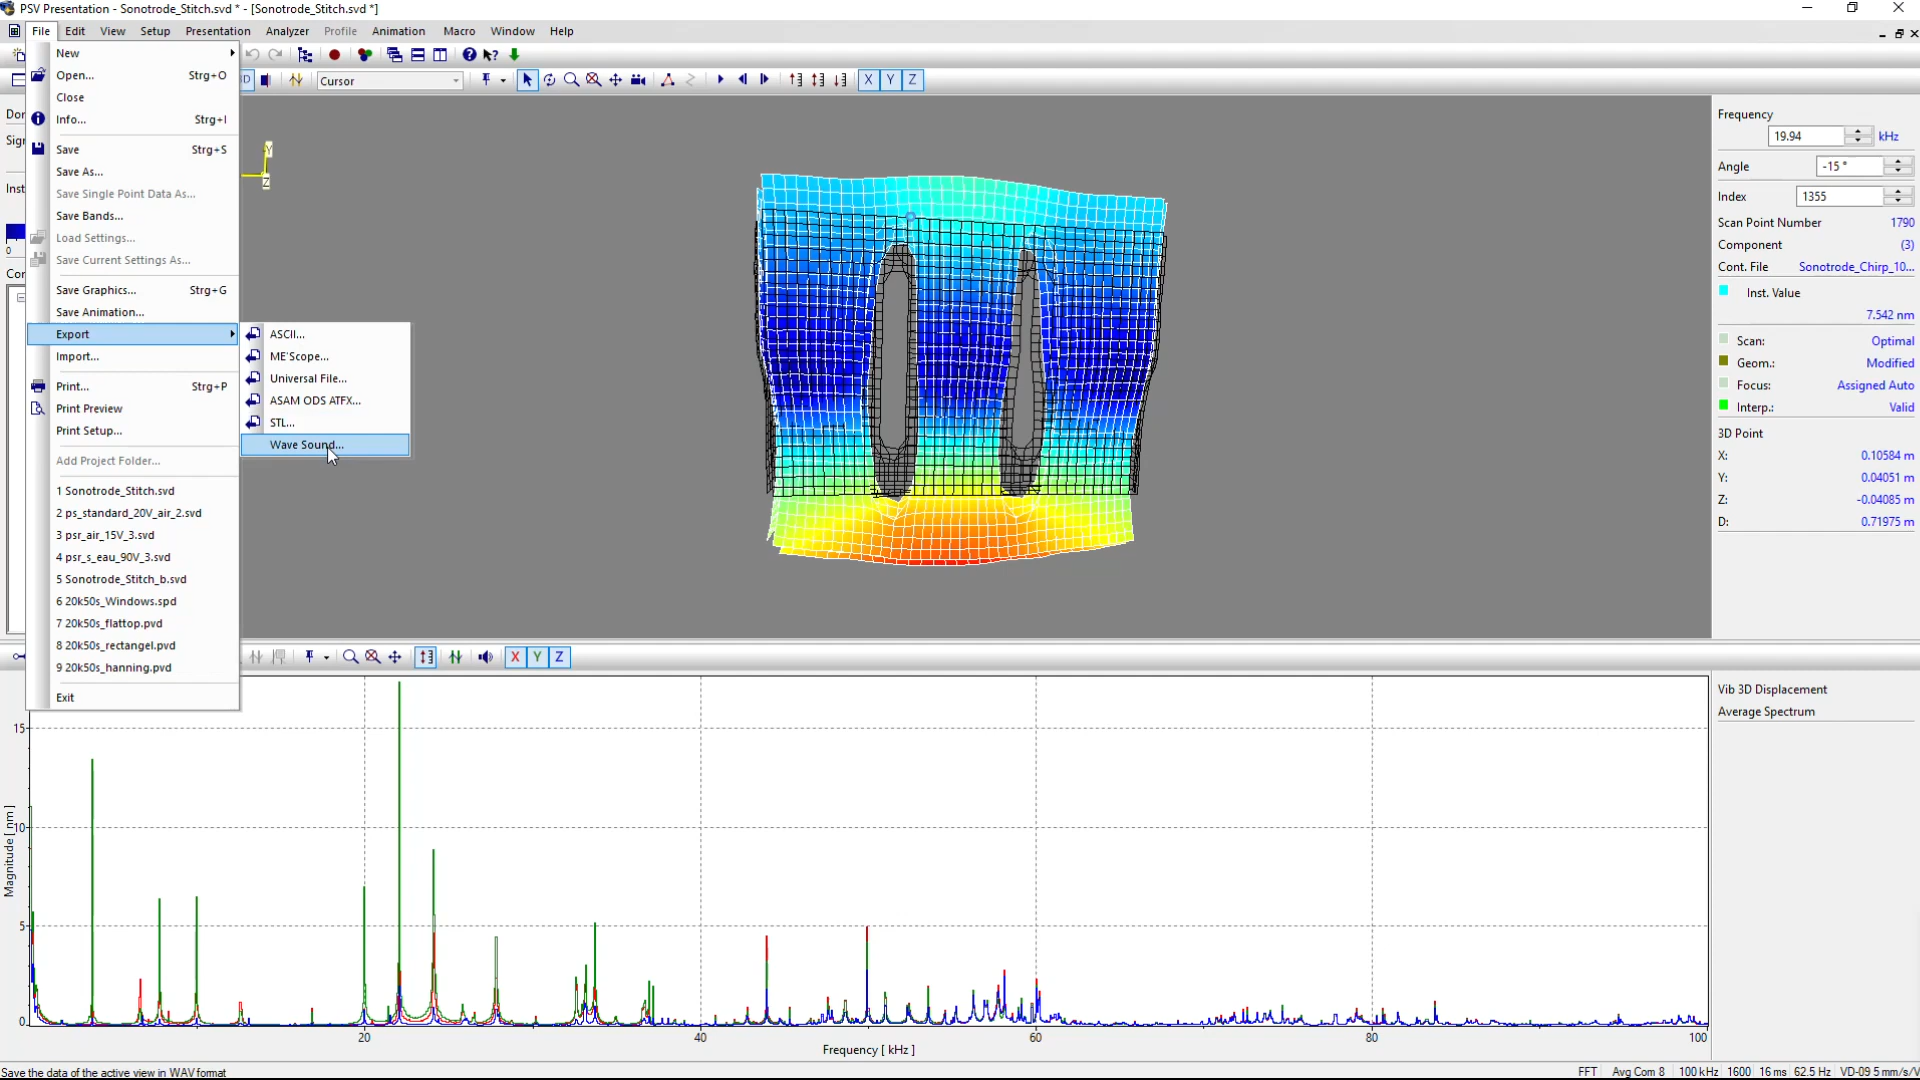 PSV Presentation - Sonotrode_Stitch.svd * - [Sonotrode_Stitch.svd *]
File Edit View Setup Presentation Analyzer Profile Animation Macro Window Help
New
Open... Strg+O
Close
Info... Strg+I
Save Strg+S
Save As...
Save Single Point Data As...
Save Bands...
Load Settings...
Save Current Settings As...
Save Graphics... Strg+G
Save Animation...
Export
Import...
Print... Strg+P
Print Preview
Print Setup...
Add Project Folder...
1 Sonotrode_Stitch.svd
2 ps_standard_20V_air_2.svd
3 psr_air_15V_3.svd
4 psr_s_eau_90V_3.svd
5 Sonotrode_Stitch_b.svd
6 20k50s_Windows.spd
7 20k50s_flattop.pvd
8 20k50s_rectangel.pvd
9 20k50s_hanning.pvd
Exit
ASCII...
ME'Scope...
Universal File...
ASAM ODS ATFX...
STL...
Wave Sound...
Cursor
X Y Z
Y
Z
0
Frequency
19.94 kHz
Angle -15 °
Index 1355
Scan Point Number 1790
Component (3)
Cont. File Sonotrode_Chirp_10...
Inst. Value
7.542 nm
Scan: Optimal
Geom.: Modified
Focus: Assigned Auto
Interp.: Valid
3D Point
X: 0.10584 m
Y: 0.04051 m
Z: -0.04085 m
D: 0.71975 m
X Y Z
Vib 3D Displacement
Average Spectrum
Magnitude [ nm ]
15
10
5
0
20 40 60 80 100
Frequency [ kHz ]
Save the data of the active view in WAV format
FFT Avg Com 8 100 kHz 1600 16 ms 62.5 Hz VD-09 5 mm/s/V